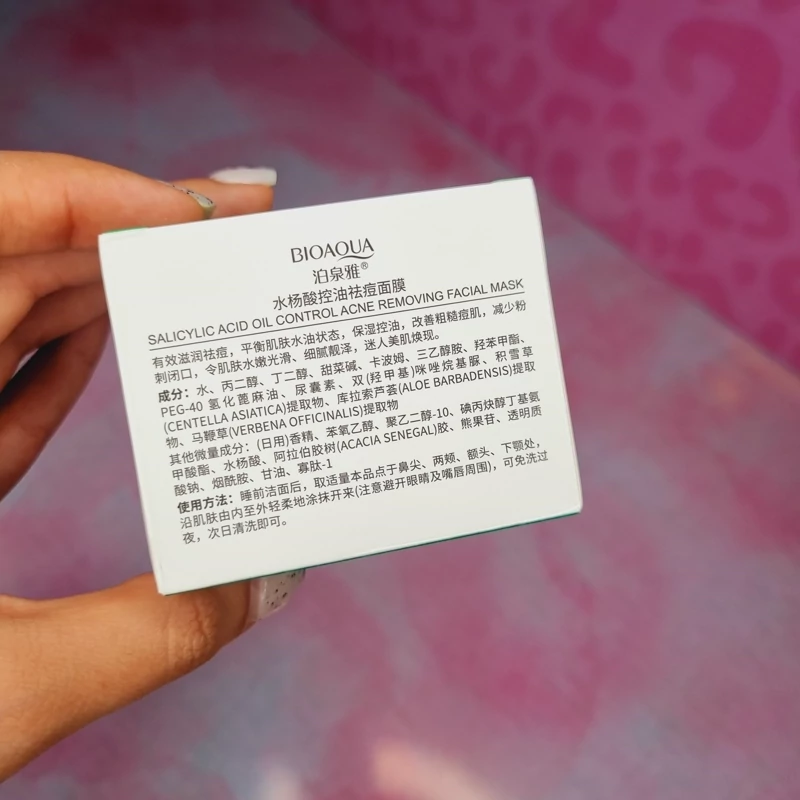 BIOAQUA
泊泉雅®
水杨酸控油祛痘面膜
SALICYLIC ACID OIL CONTROL ACNE REMOVING FACIAL MASK
有效滋润祛痘，平衡肌肤水油状态，保湿控油，改善粗糙痘肌，减少粉
刺闭口，令肌肤水嫩光滑、细腻靓泽，迷人美肌焕现。
成分：水、丙二醇、丁二醇、甜菜碱、卡波姆、三乙醇胺、羟苯甲酯、
PEG-40 氢化蓖麻油、尿囊素、双(羟甲基)咪唑烷基脲、积雪草
(CENTELLA ASIATICA)提取物、库拉索芦荟(ALOE BARBADENSIS)提取
物、马鞭草(VERBENA OFFICINALIS)提取物
其他微量成分：(日用)香精、苯氧乙醇、聚乙二醇-10、碘丙炔醇丁基氨
甲酸酯、水杨酸、阿拉伯胶树(ACACIA SENEGAL)胶、熊果苷、透明质
酸钠、烟酰胺、甘油、寡肽-1
使用方法：睡前洁面后，取适量本品点于鼻尖、两颊、额头、下颚处，
沿肌肤由内至外轻柔地涂抹开来(注意避开眼睛及嘴唇周围)，可免洗过
夜，次日清洗即可。